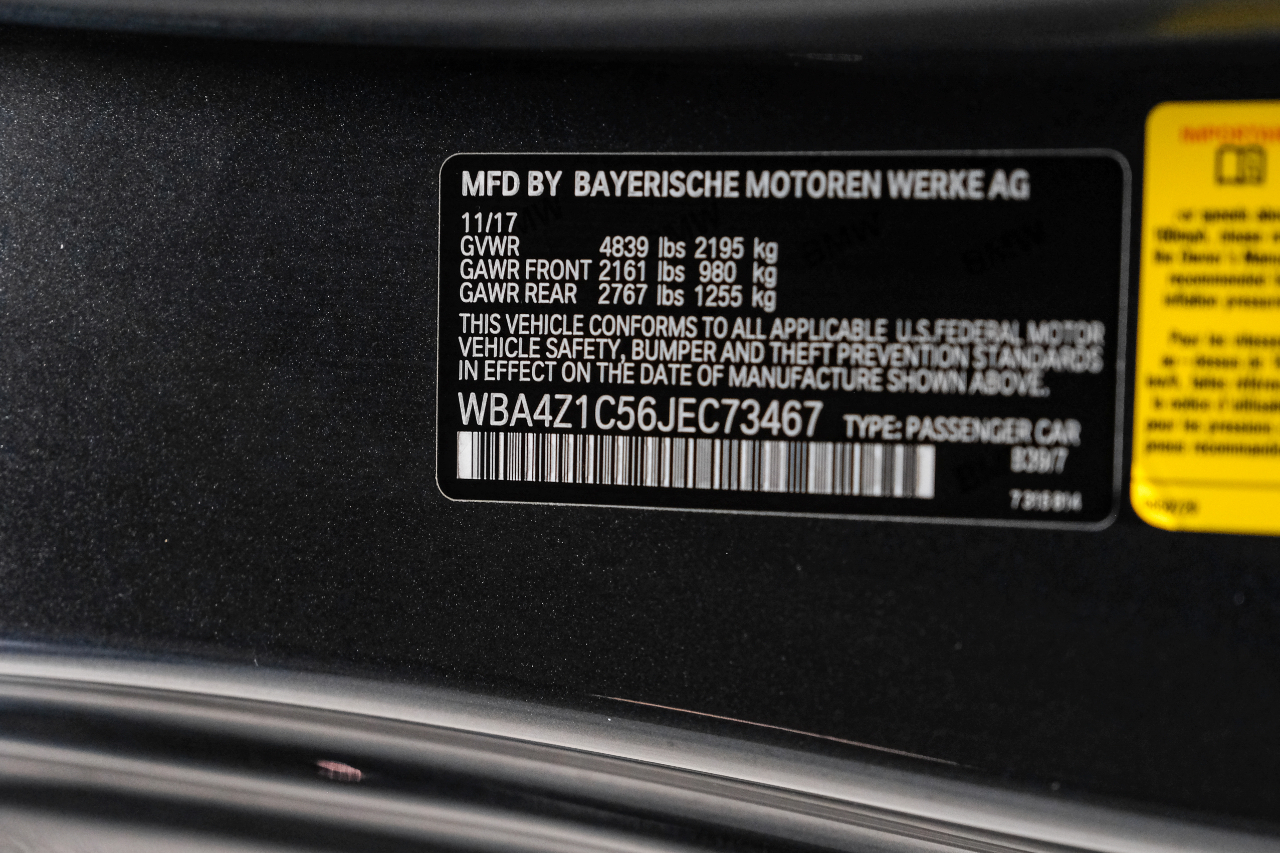 MFD BY BAYERISCHE MOTOREN WERKE AG
11/17
GVWR 4839 lbs 2195 kg
GAWR FRONT 2161 lbs 980 kg
GAWR REAR 2767 lbs 1255 kg
THIS VEHICLE CONFORMS TO ALL APPLICABLE U.S.FEDERAL MOTOR
VEHICLE SAFETY, BUMPER AND THEFT PREVENTION STANDARDS
IN EFFECT ON THE DATE OF MANUFACTURE SHOWN ABOVE.
WBA4Z1C56JEC73467 TYPE: PASSENGER CAR